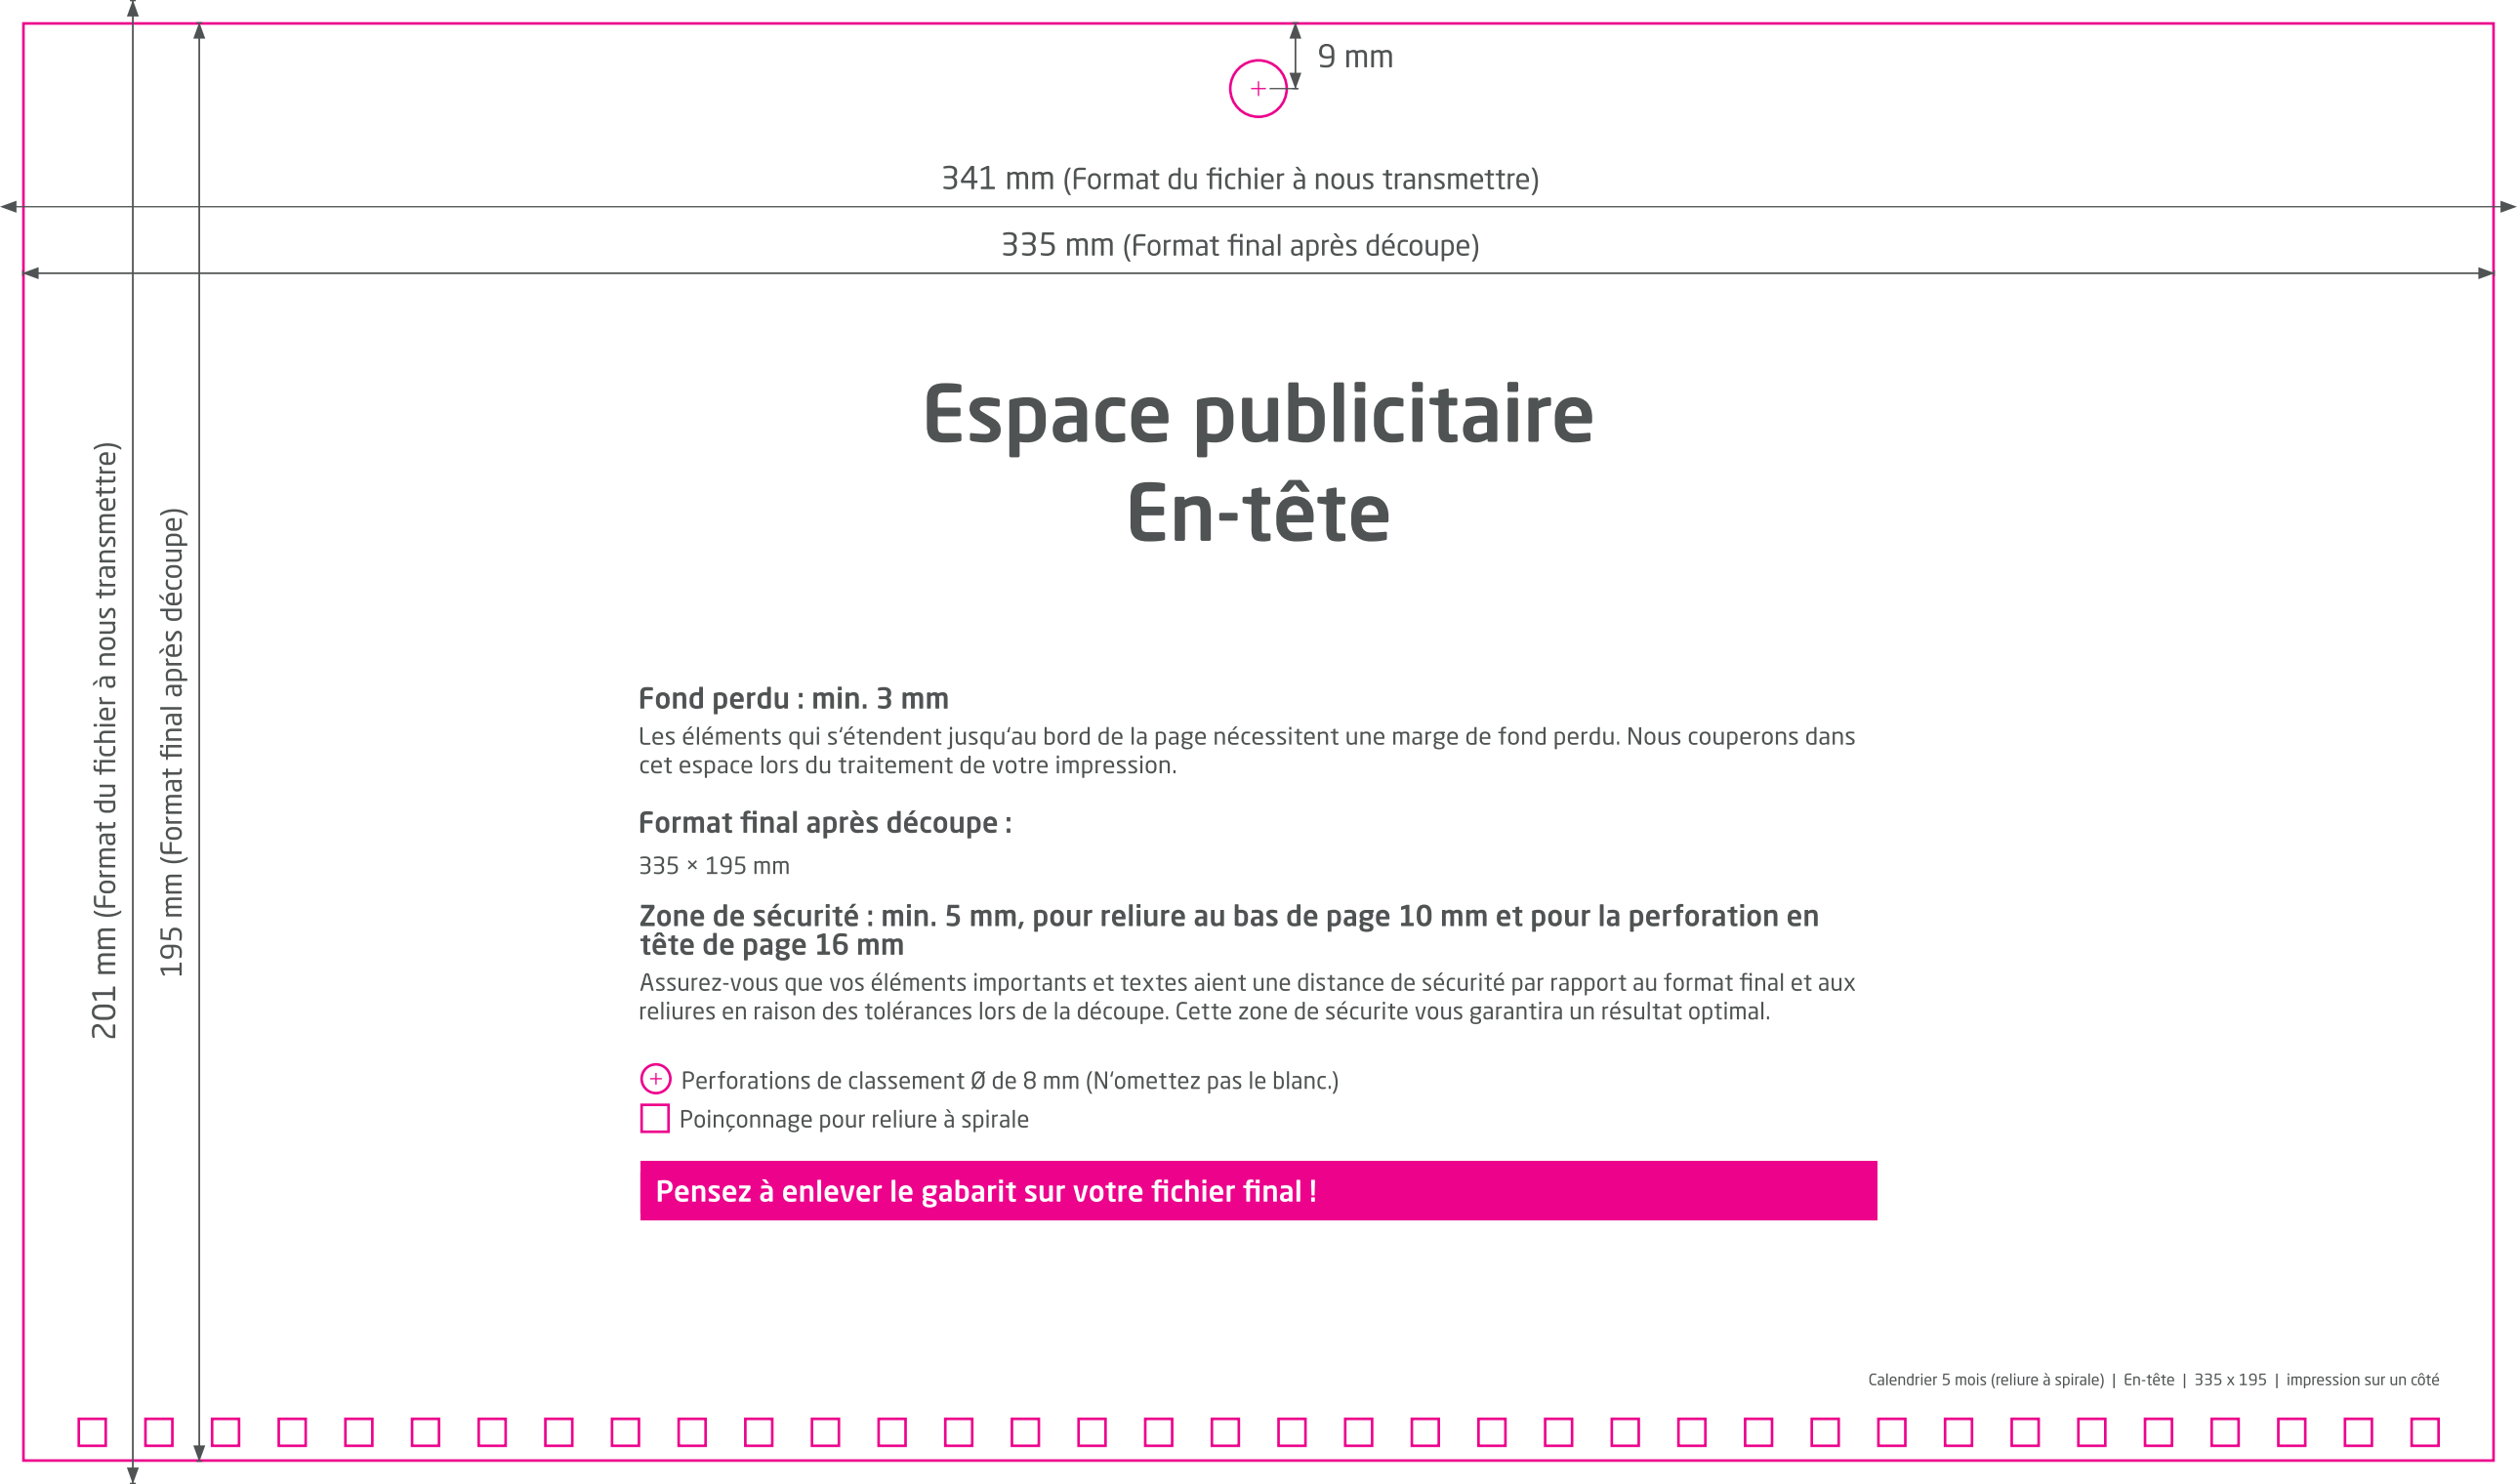 9 mm
341 mm (Format du fichier à nous transmettre)
335 mm (Format final après découpe)
Espace publicitaire
En-tête
201 mm (Format du fichier à nous transmettre)
195 mm (Format final après découpe)
Fond perdu : min. 3 mm
Les éléments qui s‘étendent jusqu‘au bord de la page nécessitent une marge de fond perdu. Nous couperons dans
cet espace lors du traitement de votre impression.
Format final après découpe :
335 × 195 mm
Zone de sécurité : min. 5 mm, pour reliure au bas de page 10 mm et pour la perforation en
tête de page 16 mm
Assurez-vous que vos éléments importants et textes aient une distance de sécurité par rapport au format final et aux
reliures en raison des tolérances lors de la découpe. Cette zone de sécurite vous garantira un résultat optimal.
Perforations de classement Ø de 8 mm (N‘omettez pas le blanc.)
Poinçonnage pour reliure à spirale
Pensez à enlever le gabarit sur votre fichier final !
Calendrier 5 mois (reliure à spirale) | En-tête | 335 x 195 | impression sur un côté